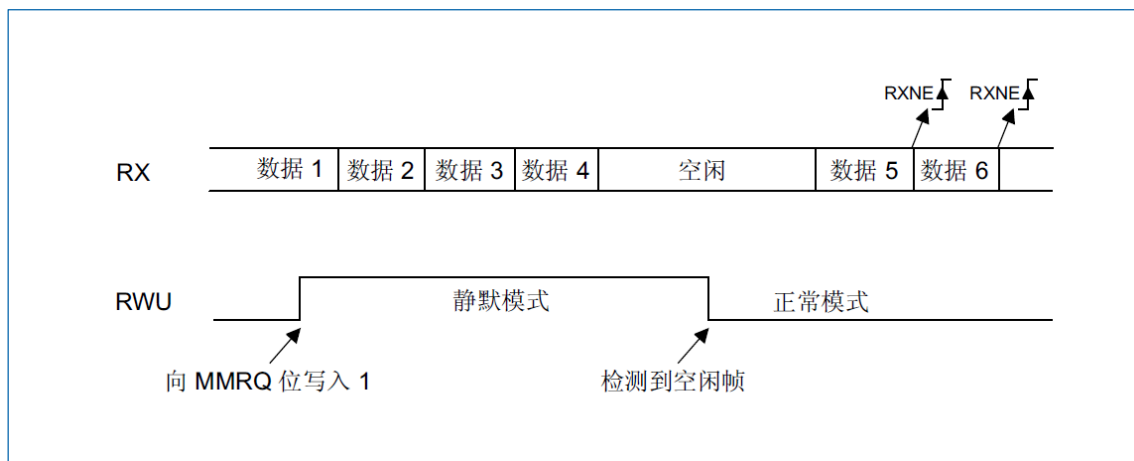 RXNE RXNE
RX 数据 1 数据 2 数据 3 数据 4 空闲 数据 5 数据 6
RWU 静默模式 正常模式
向 MMRQ 位写入 1 检测到空闲帧